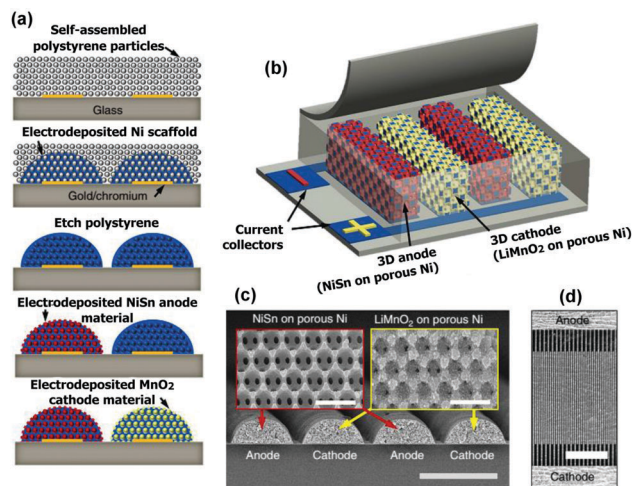 (a)
Self-assembled
polystyrene particles
Glass
Electrodeposited Ni scaffold
Gold/chromium
Etch polystyrene
Electrodeposited NiSn anode
material
Electrodeposited MnO₂
cathode material
(b)
Current
collectors
3D anode
(NiSn on porous Ni)
3D cathode
(LiMnO₂ on porous Ni)
(c)
NiSn on porous Ni
LiMnO₂ on porous Ni
Anode
Cathode
Anode
Cathode
(d)
Anode
Cathode